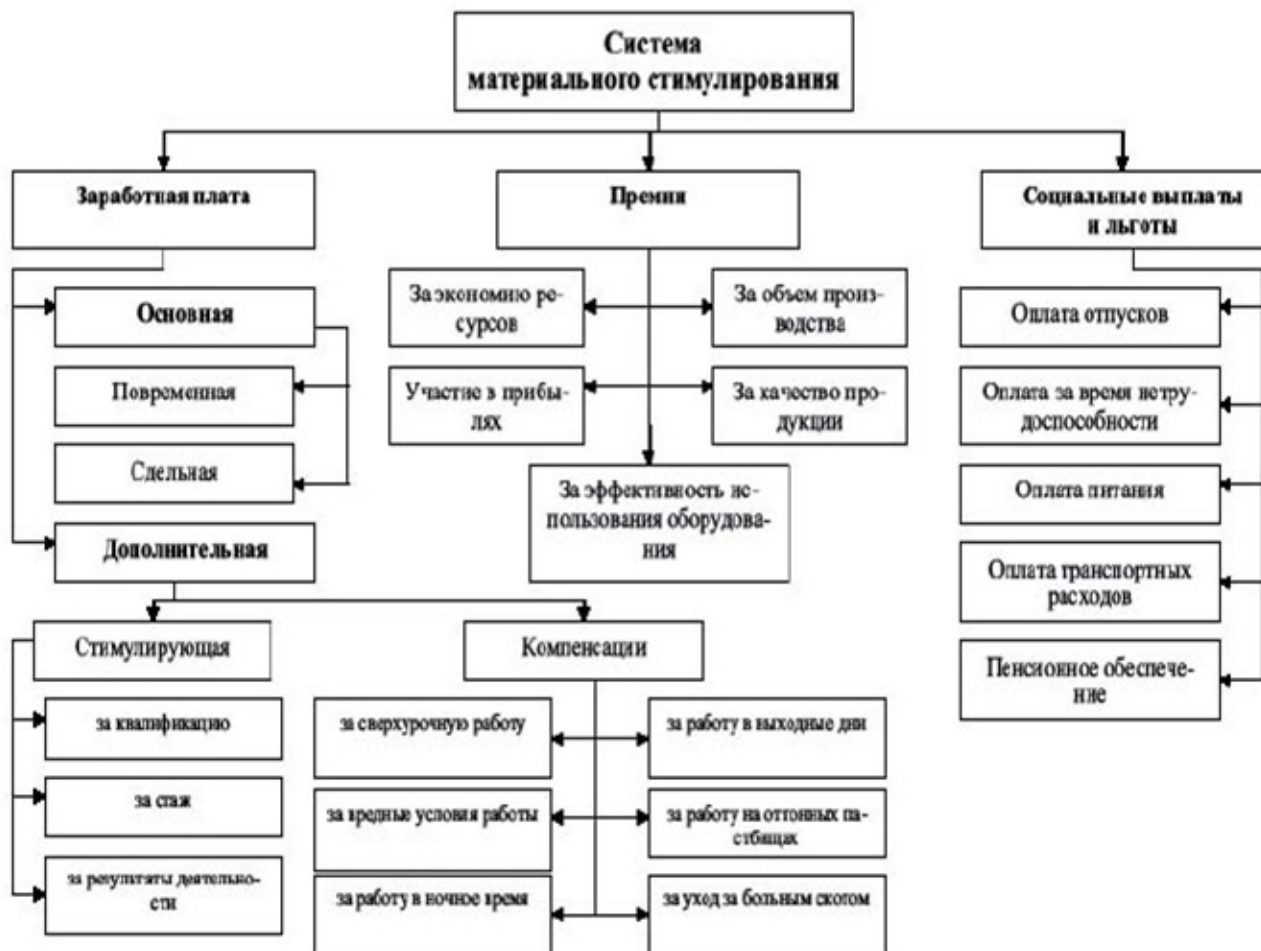 Система
материального стимулирования
Заработная плата
Премии
Социальные выплаты
и льготы
Основная
Повременная
Сдельная
Дополнительная
За экономию ре-
сурсов
За объем произ-
водства
Участие в прибы-
лях
За качество про-
дукции
За эффективность ис-
пользования оборудова-
ния
Оплата отпусков
Оплата за время нетру-
доспособности
Оплата питания
Оплата транспортных
расходов
Пенсионное обеспече-
ние
Стимулирующая
за квалификацию
за стаж
за результаты деятельно-
сти
Компенсации
за сверхурочную работу
за работу в выходные дни
за вредные условия работы
за работу на отгонных па-
стбищах
за работу в ночное время
за уход за больным скотом